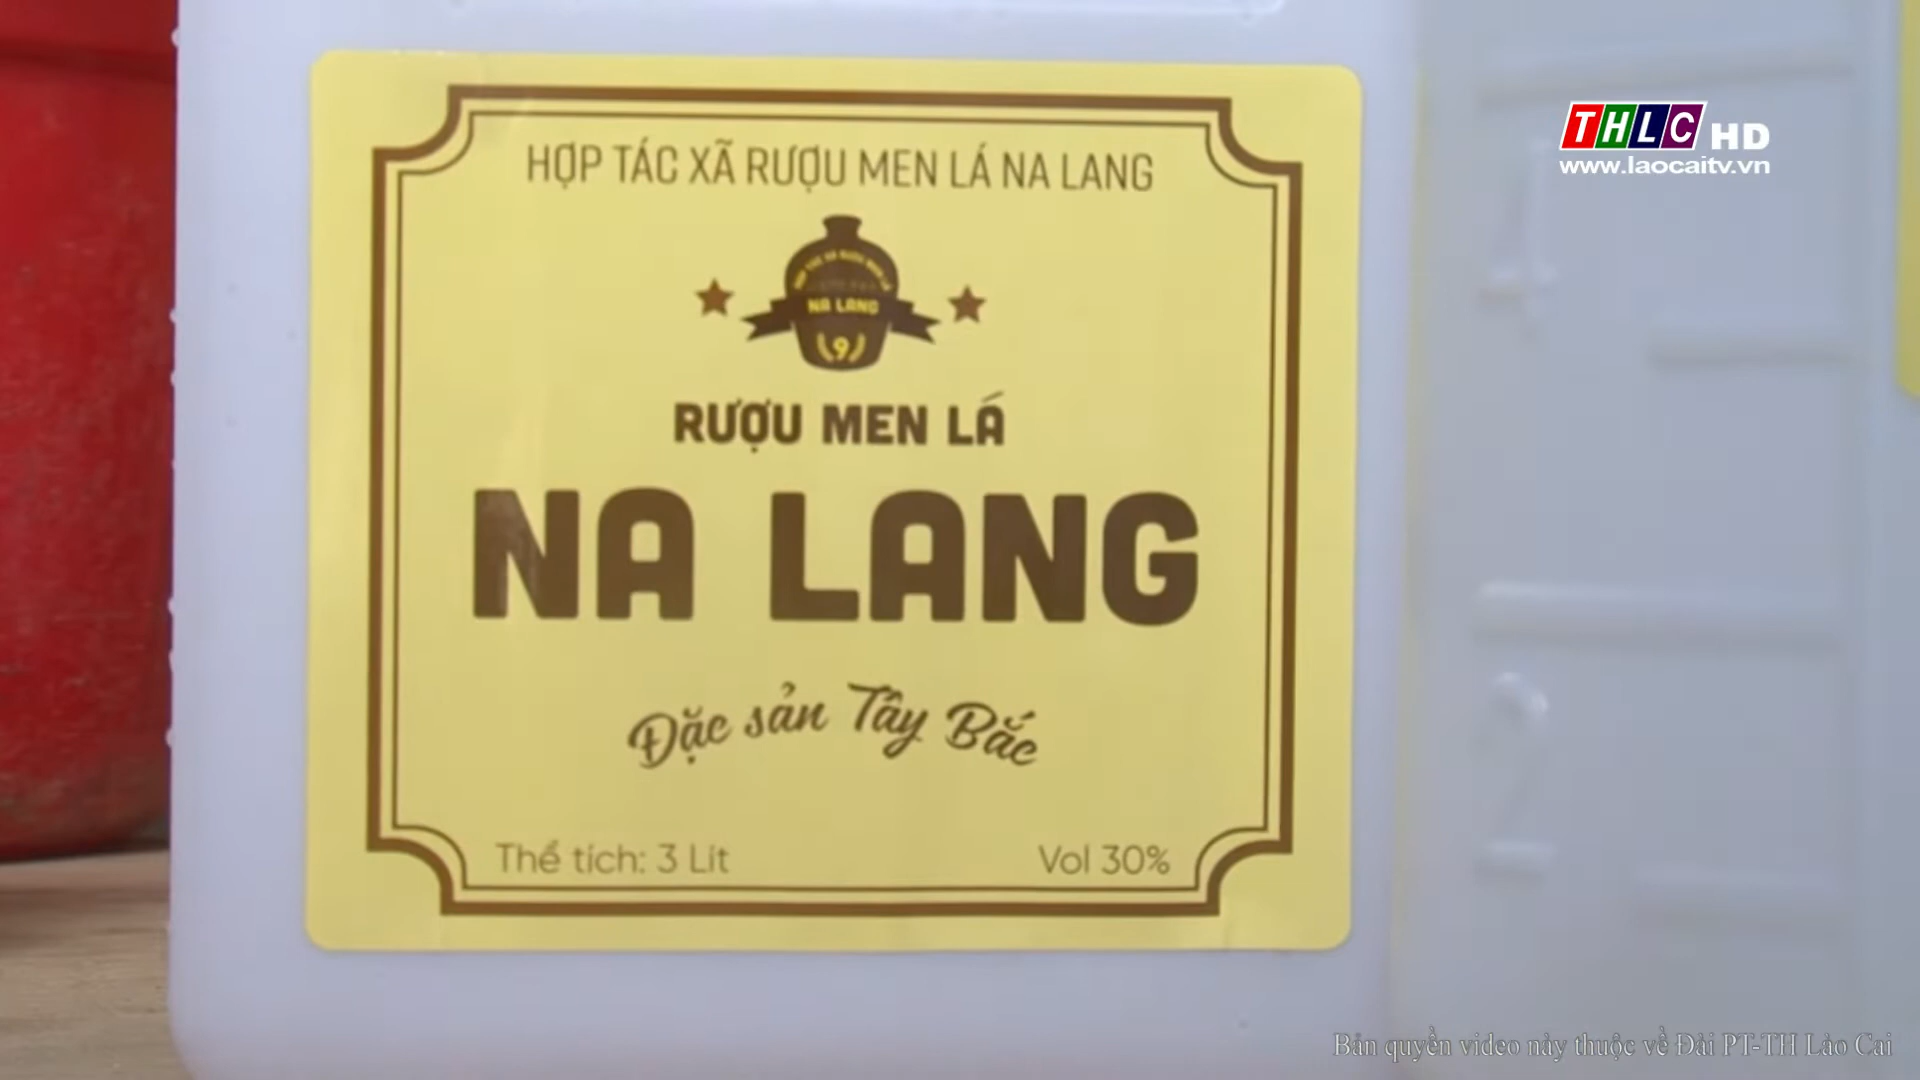 THLC HD
www.laocaitv.vn
HỢP TÁC XÃ RƯỢU MEN LÁ NA LANG
NA LANG
9
RƯỢU MEN LÁ
NA LANG
Đặc sản Tây Bắc
Thể tích: 3 Lít
Vol 30%
Bản quyền video này thuộc về Đài PT-TH Lào Cai